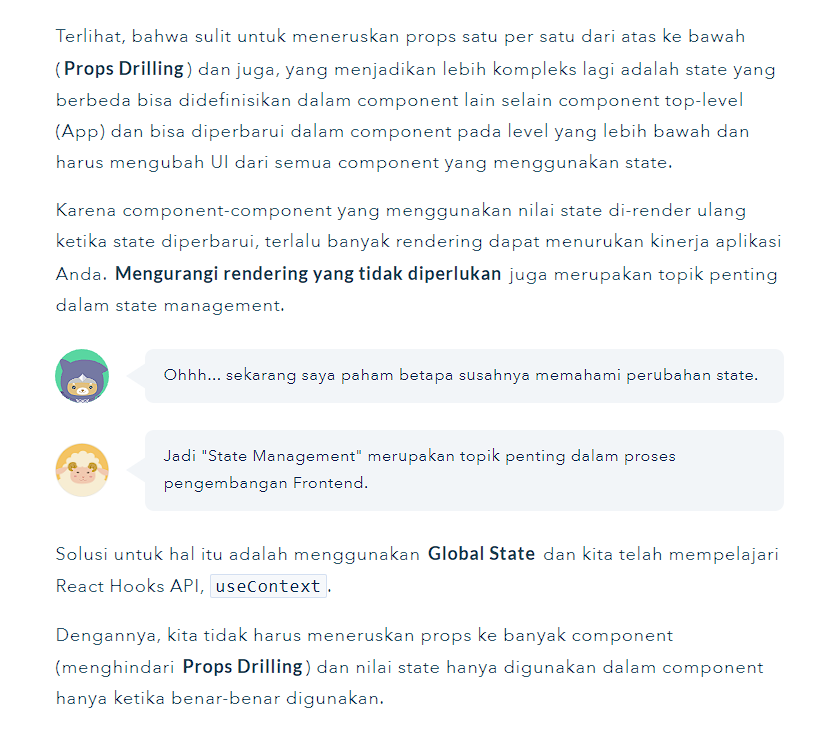 Terlihat, bahwa sulit untuk meneruskan props satu per satu dari atas ke bawah
(Props Drilling) dan juga, yang menjadikan lebih kompleks lagi adalah state yang
berbeda bisa didefinisikan dalam component lain selain component top-level
(App) dan bisa diperbarui dalam component pada level yang lebih bawah dan
harus mengubah UI dari semua component yang menggunakan state.
Karena component-component yang menggunakan nilai state di-render ulang
ketika state diperbarui, terlalu banyak rendering dapat menurukan kinerja aplikasi
Anda. Mengurangi rendering yang tidak diperlukan juga merupakan topik penting
dalam state management.
Ohhh... sekarang saya paham betapa susahnya memahami perubahan state.
Jadi "State Management" merupakan topik penting dalam proses
pengembangan Frontend.
Solusi untuk hal itu adalah menggunakan Global State dan kita telah mempelajari
React Hooks API, useContext.
Dengannya, kita tidak harus meneruskan props ke banyak component
(menghindari Props Drilling) dan nilai state hanya digunakan dalam component
hanya ketika benar-benar digunakan.